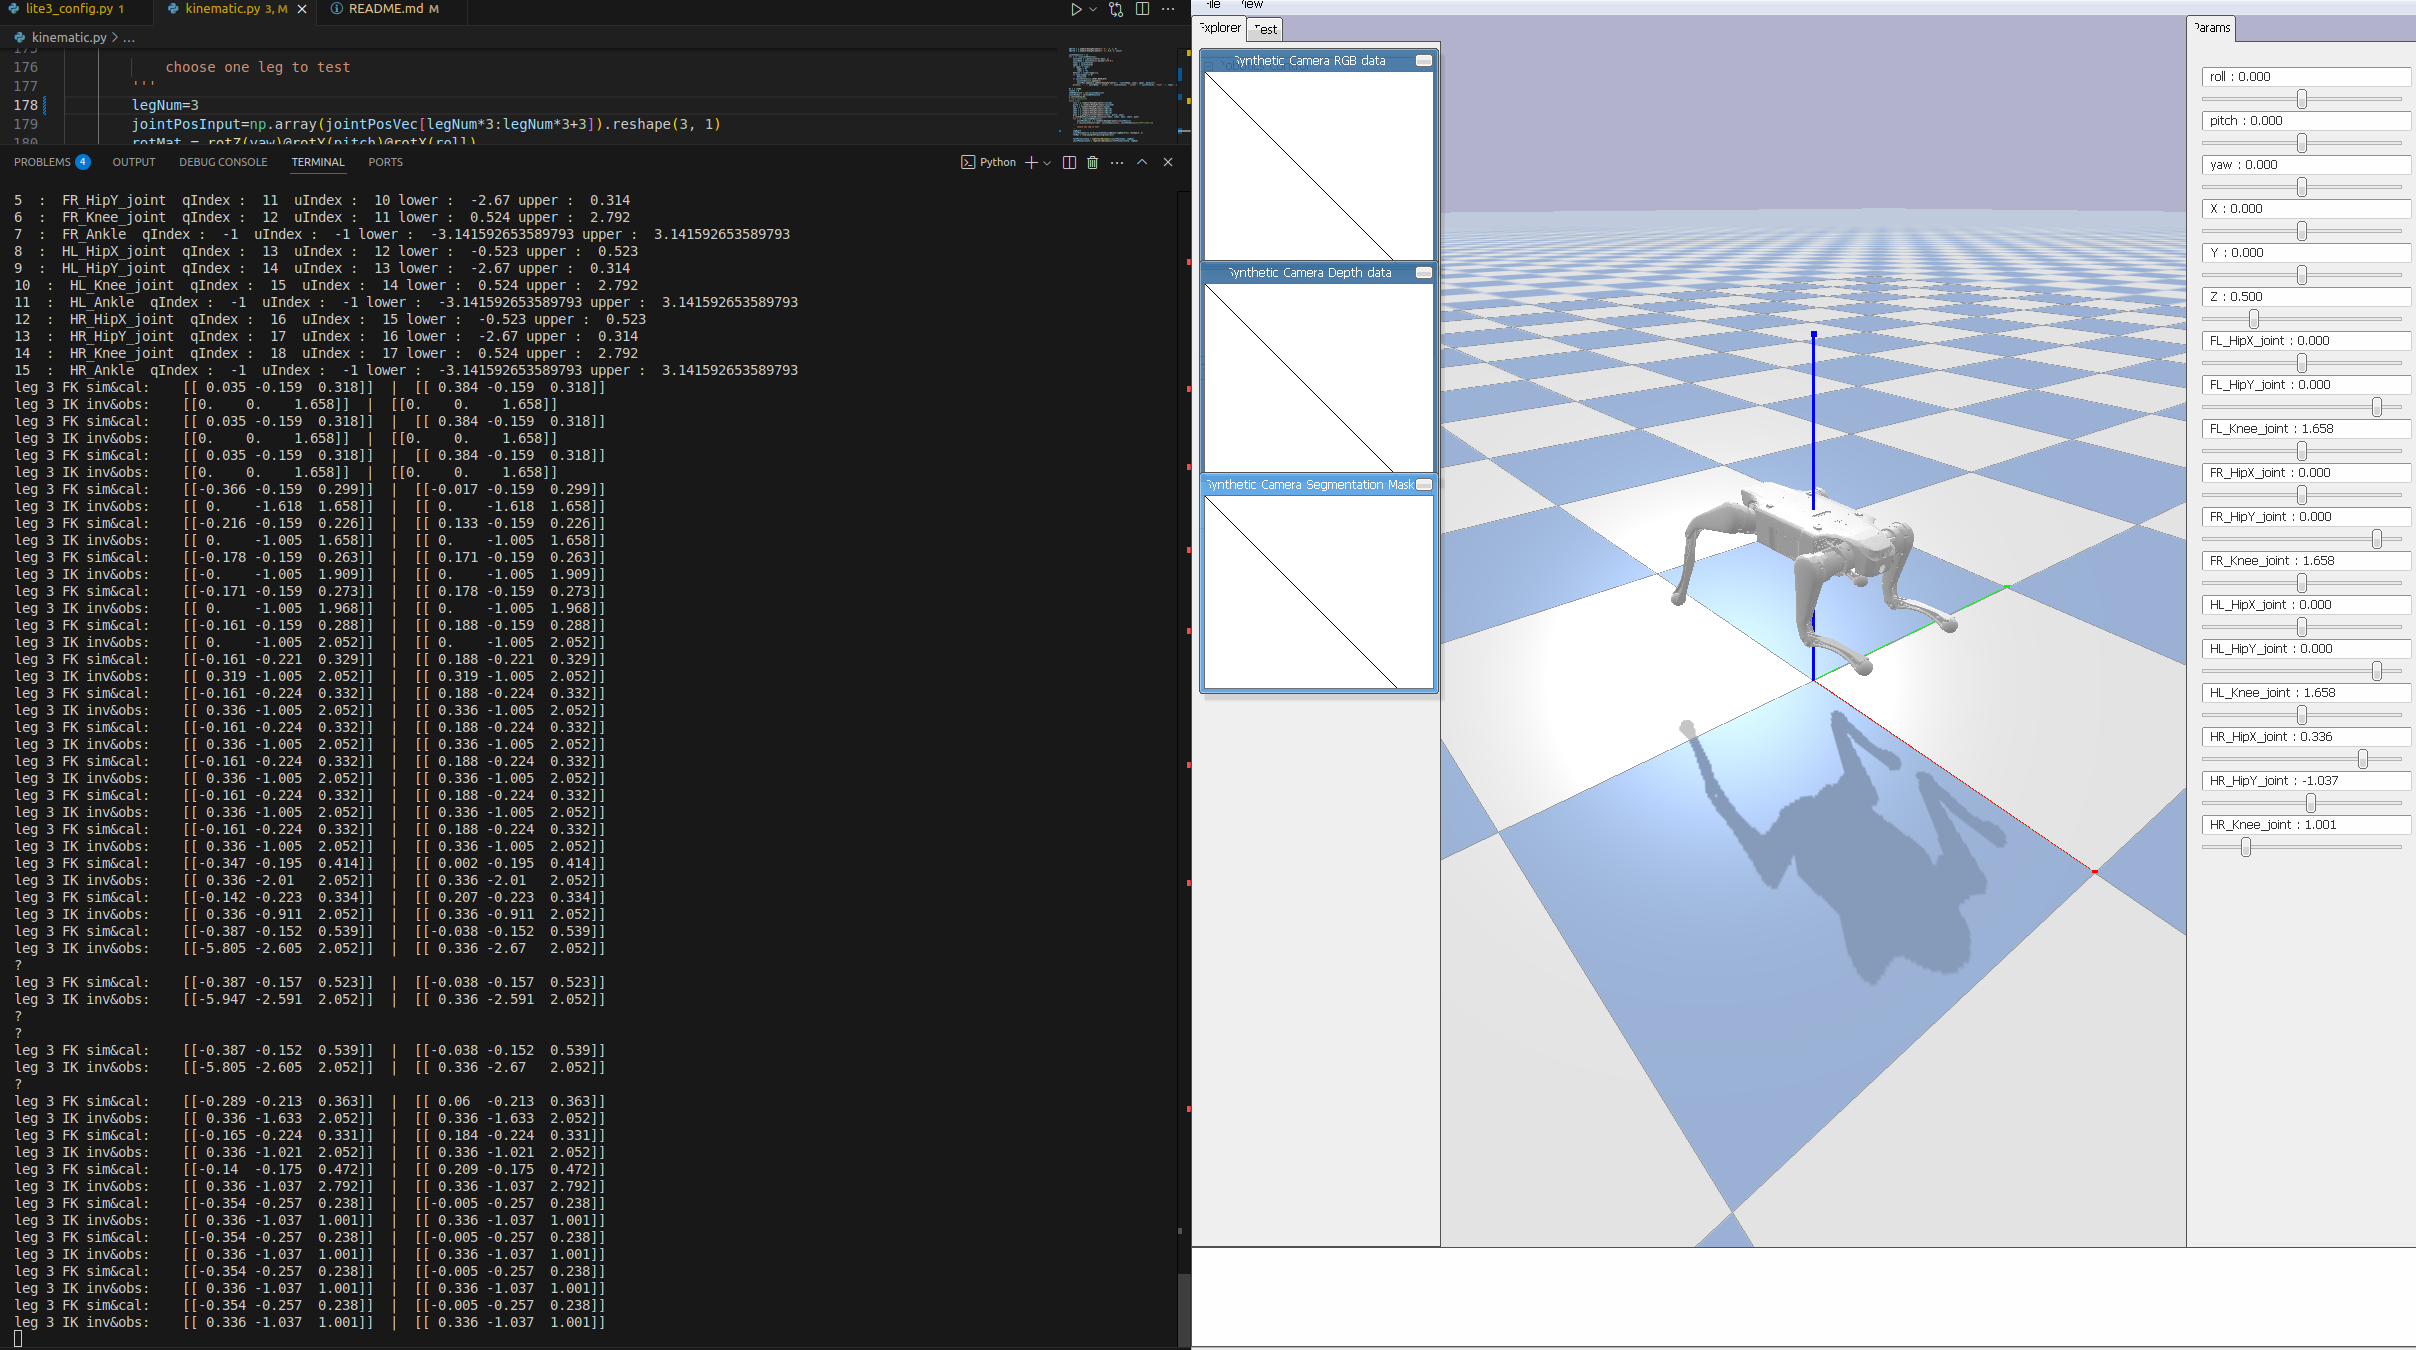 lite3_config.py 1
kinematic.py 3, M
README.md M
kinematic.py > ...
175
176 choose one leg to test
177 '''
178 legNum=3
179 jointPosInput=np.array(jointPosVec[legNum*3:legNum*3+3]).reshape(3, 1)
180 rotMat = rotZ(yaw)@rotY(pitch)@rotX(roll)
PROBLEMS 4 OUTPUT DEBUG CONSOLE TERMINAL PORTS
Python
5 : FR_HipY_joint qIndex : 11 uIndex : 10 lower : -2.67 upper : 0.314
6 : FR_Knee_joint qIndex : 12 uIndex : 11 lower : 0.524 upper : 2.792
7 : FR_Ankle qIndex : -1 uIndex : -1 lower : -3.141592653589793 upper : 3.141592653589793
8 : HL_HipX_joint qIndex : 13 uIndex : 12 lower : -0.523 upper : 0.523
9 : HL_HipY_joint qIndex : 14 uIndex : 13 lower : -2.67 upper : 0.314
10 : HL_Knee_joint qIndex : 15 uIndex : 14 lower : 0.524 upper : 2.792
11 : HL_Ankle qIndex : -1 uIndex : -1 lower : -3.141592653589793 upper : 3.141592653589793
12 : HR_HipX_joint qIndex : 16 uIndex : 15 lower : -0.523 upper : 0.523
13 : HR_HipY_joint qIndex : 17 uIndex : 16 lower : -2.67 upper : 0.314
14 : HR_Knee_joint qIndex : 18 uIndex : 17 lower : 0.524 upper : 2.792
15 : HR_Ankle qIndex : -1 uIndex : -1 lower : -3.141592653589793 upper : 3.141592653589793
leg 3 FK sim&cal: [[ 0.035 -0.159 0.318]] | [[ 0.384 -0.159 0.318]]
leg 3 IK inv&obs: [[0. 0. 1.658]] | [[0. 0. 1.658]]
leg 3 FK sim&cal: [[ 0.035 -0.159 0.318]] | [[ 0.384 -0.159 0.318]]
leg 3 IK inv&obs: [[0. 0. 1.658]] | [[0. 0. 1.658]]
leg 3 FK sim&cal: [[ 0.035 -0.159 0.318]] | [[ 0.384 -0.159 0.318]]
leg 3 IK inv&obs: [[0. 0. 1.658]] | [[0. 0. 1.658]]
leg 3 FK sim&cal: [[-0.366 -0.159 0.299]] | [[-0.017 -0.159 0.299]]
leg 3 IK inv&obs: [[ 0. -1.618 1.658]] | [[ 0. -1.618 1.658]]
leg 3 FK sim&cal: [[-0.216 -0.159 0.226]] | [[ 0.133 -0.159 0.226]]
leg 3 IK inv&obs: [[ 0. -1.005 1.658]] | [[ 0. -1.005 1.658]]
leg 3 FK sim&cal: [[-0.178 -0.159 0.263]] | [[ 0.171 -0.159 0.263]]
leg 3 IK inv&obs: [[-0. -1.005 1.909]] | [[ 0. -1.005 1.909]]
leg 3 FK sim&cal: [[-0.171 -0.159 0.273]] | [[ 0.178 -0.159 0.273]]
leg 3 IK inv&obs: [[ 0. -1.005 1.968]] | [[ 0. -1.005 1.968]]
leg 3 FK sim&cal: [[-0.161 -0.159 0.288]] | [[ 0.188 -0.159 0.288]]
leg 3 IK inv&obs: [[ 0. -1.005 2.052]] | [[ 0. -1.005 2.052]]
leg 3 FK sim&cal: [[-0.161 -0.221 0.329]] | [[ 0.188 -0.221 0.329]]
leg 3 IK inv&obs: [[ 0.319 -1.005 2.052]] | [[ 0.319 -1.005 2.052]]
leg 3 FK sim&cal: [[-0.161 -0.224 0.332]] | [[ 0.188 -0.224 0.332]]
leg 3 IK inv&obs: [[ 0.336 -1.005 2.052]] | [[ 0.336 -1.005 2.052]]
leg 3 FK sim&cal: [[-0.161 -0.224 0.332]] | [[ 0.188 -0.224 0.332]]
leg 3 IK inv&obs: [[ 0.336 -1.005 2.052]] | [[ 0.336 -1.005 2.052]]
leg 3 FK sim&cal: [[-0.161 -0.224 0.332]] | [[ 0.188 -0.224 0.332]]
leg 3 IK inv&obs: [[ 0.336 -1.005 2.052]] | [[ 0.336 -1.005 2.052]]
leg 3 FK sim&cal: [[-0.161 -0.224 0.332]] | [[ 0.188 -0.224 0.332]]
leg 3 IK inv&obs: [[ 0.336 -1.005 2.052]] | [[ 0.336 -1.005 2.052]]
leg 3 FK sim&cal: [[-0.161 -0.224 0.332]] | [[ 0.188 -0.224 0.332]]
leg 3 IK inv&obs: [[ 0.336 -1.005 2.052]] | [[ 0.336 -1.005 2.052]]
leg 3 FK sim&cal: [[-0.347 -0.195 0.414]] | [[ 0.002 -0.195 0.414]]
leg 3 IK inv&obs: [[ 0.336 -2.01 2.052]] | [[ 0.336 -2.01 2.052]]
leg 3 FK sim&cal: [[-0.142 -0.223 0.334]] | [[ 0.207 -0.223 0.334]]
leg 3 IK inv&obs: [[ 0.336 -0.911 2.052]] | [[ 0.336 -0.911 2.052]]
leg 3 FK sim&cal: [[-0.387 -0.152 0.539]] | [[-0.038 -0.152 0.539]]
leg 3 IK inv&obs: [[-5.805 -2.605 2.052]] | [[ 0.336 -2.67 2.052]]
?
leg 3 FK sim&cal: [[-0.387 -0.157 0.523]] | [[-0.038 -0.157 0.523]]
leg 3 IK inv&obs: [[-5.947 -2.591 2.052]] | [[ 0.336 -2.591 2.052]]
?
?
leg 3 FK sim&cal: [[-0.387 -0.152 0.539]] | [[-0.038 -0.152 0.539]]
leg 3 IK inv&obs: [[-5.805 -2.605 2.052]] | [[ 0.336 -2.67 2.052]]
?
leg 3 FK sim&cal: [[-0.289 -0.213 0.363]] | [[ 0.06 -0.213 0.363]]
leg 3 IK inv&obs: [[ 0.336 -1.633 2.052]] | [[ 0.336 -1.633 2.052]]
leg 3 FK sim&cal: [[-0.165 -0.224 0.331]] | [[ 0.184 -0.224 0.331]]
leg 3 IK inv&obs: [[ 0.336 -1.021 2.052]] | [[ 0.336 -1.021 2.052]]
leg 3 FK sim&cal: [[-0.14 -0.175 0.472]] | [[ 0.209 -0.175 0.472]]
leg 3 IK inv&obs: [[ 0.336 -1.037 2.792]] | [[ 0.336 -1.037 2.792]]
leg 3 FK sim&cal: [[-0.354 -0.257 0.238]] | [[-0.005 -0.257 0.238]]
leg 3 IK inv&obs: [[ 0.336 -1.037 1.001]] | [[ 0.336 -1.037 1.001]]
leg 3 FK sim&cal: [[-0.354 -0.257 0.238]] | [[-0.005 -0.257 0.238]]
leg 3 IK inv&obs: [[ 0.336 -1.037 1.001]] | [[ 0.336 -1.037 1.001]]
leg 3 FK sim&cal: [[-0.354 -0.257 0.238]] | [[-0.005 -0.257 0.238]]
leg 3 IK inv&obs: [[ 0.336 -1.037 1.001]] | [[ 0.336 -1.037 1.001]]
leg 3 FK sim&cal: [[-0.354 -0.257 0.238]] | [[-0.005 -0.257 0.238]]
leg 3 IK inv&obs: [[ 0.336 -1.037 1.001]] | [[ 0.336 -1.037 1.001]]
File View
Explorer Test
Synthetic Camera RGB data
Synthetic Camera Depth data
Synthetic Camera Segmentation Mask
Params
roll : 0.000
pitch : 0.000
yaw : 0.000
X : 0.000
Y : 0.000
Z : 0.500
FL_HipX_joint : 0.000
FL_HipY_joint : 0.000
FL_Knee_joint : 1.658
FR_HipX_joint : 0.000
FR_HipY_joint : 0.000
FR_Knee_joint : 1.658
HL_HipX_joint : 0.000
HL_HipY_joint : 0.000
HL_Knee_joint : 1.658
HR_HipX_joint : 0.336
HR_HipY_joint : -1.037
HR_Knee_joint : 1.001